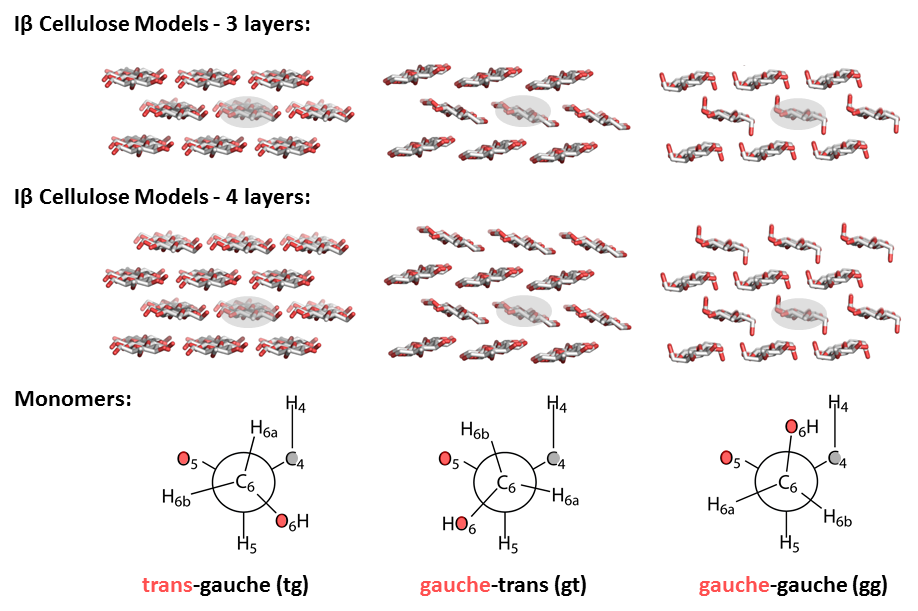 Iβ Cellulose Models - 3 layers:
Iβ Cellulose Models - 4 layers:
Monomers:
H4 H4 H4
H6a H6b O6H
O5 C4 O5 C4 O5 C4
C6 C6 C6
H6b H6a H6a
O6H HO6 H6b
H5 H5 H5
trans-gauche (tg) gauche-trans (gt) gauche-gauche (gg)